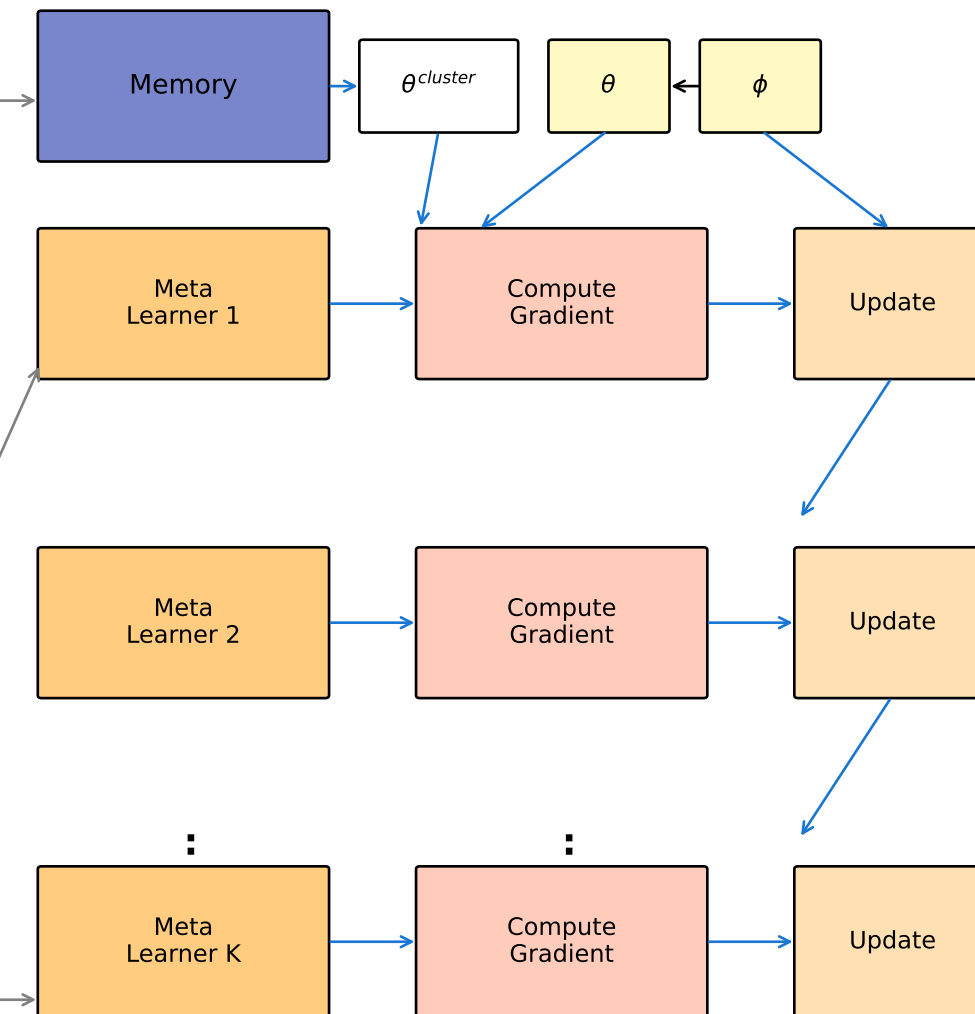 Memory
θ^cluster
θ
ϕ
Meta
Learner 1
Compute
Gradient
Update
Meta
Learner 2
Compute
Gradient
Update
:
:
Meta
Learner K
Compute
Gradient
Update